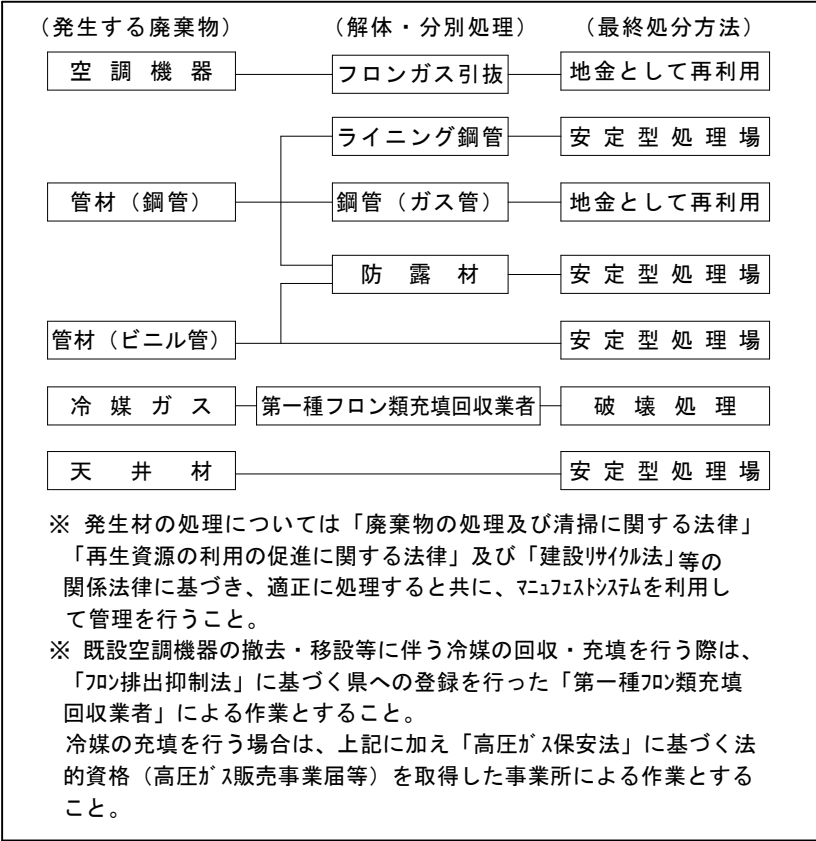 （発生する廃棄物）　（解体・分別処理）　（最終処分方法）
空調機器　フロンガス引抜　地金として再利用
ライニング鋼管　安定型処理場
管材（鋼管）　鋼管（ガス管）　地金として再利用
防露材　安定型処理場
管材（ビニル管）　安定型処理場
冷媒ガス　第一種フロン類充填回収業者　破壊処理
天井材　安定型処理場
※ 発生材の処理については「廃棄物の処理及び清掃に関する法律」
「再生資源の利用の促進に関する法律」及び「建設ﾘｻｲｸﾙ法」等の
関係法律に基づき、適正に処理すると共に、ﾏﾆｭﾌｪｽﾄｼｽﾃﾑを利用し
て管理を行うこと。
※ 既設空調機器の撤去・移設等に伴う冷媒の回収・充填を行う際は、
「ﾌﾛﾝ排出抑制法」に基づく県への登録を行った「第一種ﾌﾛﾝ類充填
回収業者」による作業とすること。
冷媒の充填を行う場合は、上記に加え「高圧ｶﾞｽ保安法」に基づく法
的資格（高圧ｶﾞｽ販売事業届等）を取得した事業所による作業とする
こと。